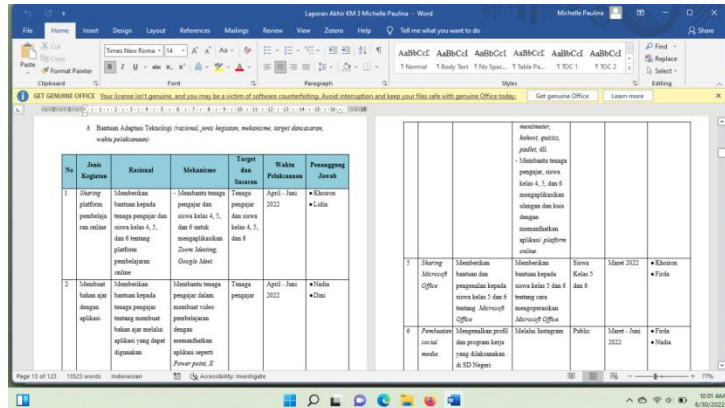 Laporan Akhir KM 3 Michelle Paulina - Word
Michelle Paulina
File Home Insert Design Layout References Mailings Review View Zotero Help Tell me what you want to do Share
Paste
Cut
Copy
Format Painter
Clipboard
Times New Roma 14
Font
Paragraph
AaBbCcD AaBbCcD AaBbCcD AaBbCcD AaBbCcD AaBbCcD
¶ Normal ¶ Body Text ¶ No Spac... ¶ Table Pa... ¶ TOC 1 ¶ TOC 2
Styles
Find
Replace
Select
Editing
GET GENUINE OFFICE Your license isn't genuine, and you may be a victim of software counterfeiting. Avoid interruption and keep your files safe with genuine Office today. Get genuine Office Learn more
b. Bantuan Adaptasi Teknologi (rasional, jenis kegiatan, mekanisme, target dan sasaran,
waktu pelaksanaan)
No
Jenis
Kegiatan
Rasional
Mekanisme
Target
dan
Sasaran
Waktu
Pelaksanaan
Penanggung
Jawab
1
Sharing
platform
pembelaja
ran online
Memberikan
bantuan kepada
tenaga pengajar dan
siswa kelas 4, 5,
dan 6 tentang
platform
pembelajaran
online
- Membantu tenaga
pengajar dan
siswa kelas 4, 5,
dan 6 untuk
mengaplikasikan
Zoom Meeting,
Google Meet.
Tenaga
pengajar
dan siswa
kelas 4, 5,
dan 6
April - Juni
2022
• Khoiron
• Lidia
2
Membuat
bahan ajar
dengan
aplikasi
Memberikan
bantuan kepada
tenaga pengajar
tentang membuat
bahan ajar melalui
aplikasi yang dapat
digunakan
Membantu tenaga
pengajar dalam
membuat video
pembelajaran
dengan
memanfaatkan
aplikasi seperti
Power point, X
Tenaga
pengajar
April - Juni
2022
• Nadia
• Dini
mentimeter,
kahoot, quizizz,
padlet, dll.
- Membantu tenaga
pengajar, siswa
kelas 4, 5, dan 6
mengaplikasikan
ulangan dan kuis
dengan
memanfaatkan
aplikasi platform
online.
5
Sharing
Microsoft
Office
Memberikan
bantuan dan
pengenalan kepada
siswa kelas 5 dan 6
tentang Microsoft
Office
Memberikan
bantuan kepada
siswa kelas 5 dan 6
tentang cara
mengoperasikan
Microsoft Office.
Siswa
Kelas 5
dan 6
Maret 2022
• Khoiron
• Firda
6
Pembuatan
social
media
Mengenalkan profil
dan program kerja
yang dilaksanakan
di SD Negeri
Melalui Instagram
Public
Maret - Juni
2022
• Firda
• Nadia
Page 13 of 123 13523 words Indonesian Accessibility: Investigate 77%
10:01 AM
6/30/2022